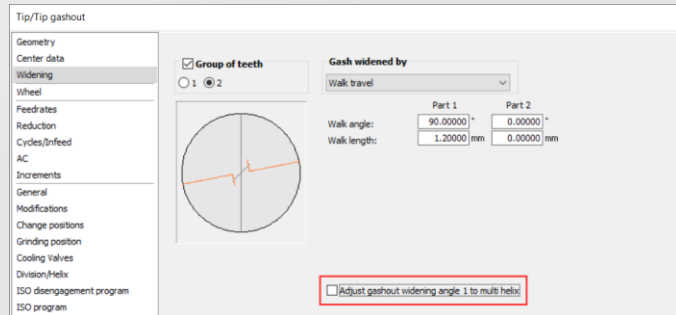 Tip/Tip gashout
Geometry
Center data
Widening
Wheel
Feedrates
Reduction
Cycles/Infeed
AC
Increments
General
Modifications
Change positions
Grinding position
Cooling Valves
Division/Helix
ISO disengagement program
ISO program
Group of teeth
1 2
Gash widened by
Walk travel
Part 1 Part 2
Walk angle: 90.00000 ° 0.00000 °
Walk length: 1.20000 mm 0.00000 mm
Adjust gashout widening angle 1 to multi helix